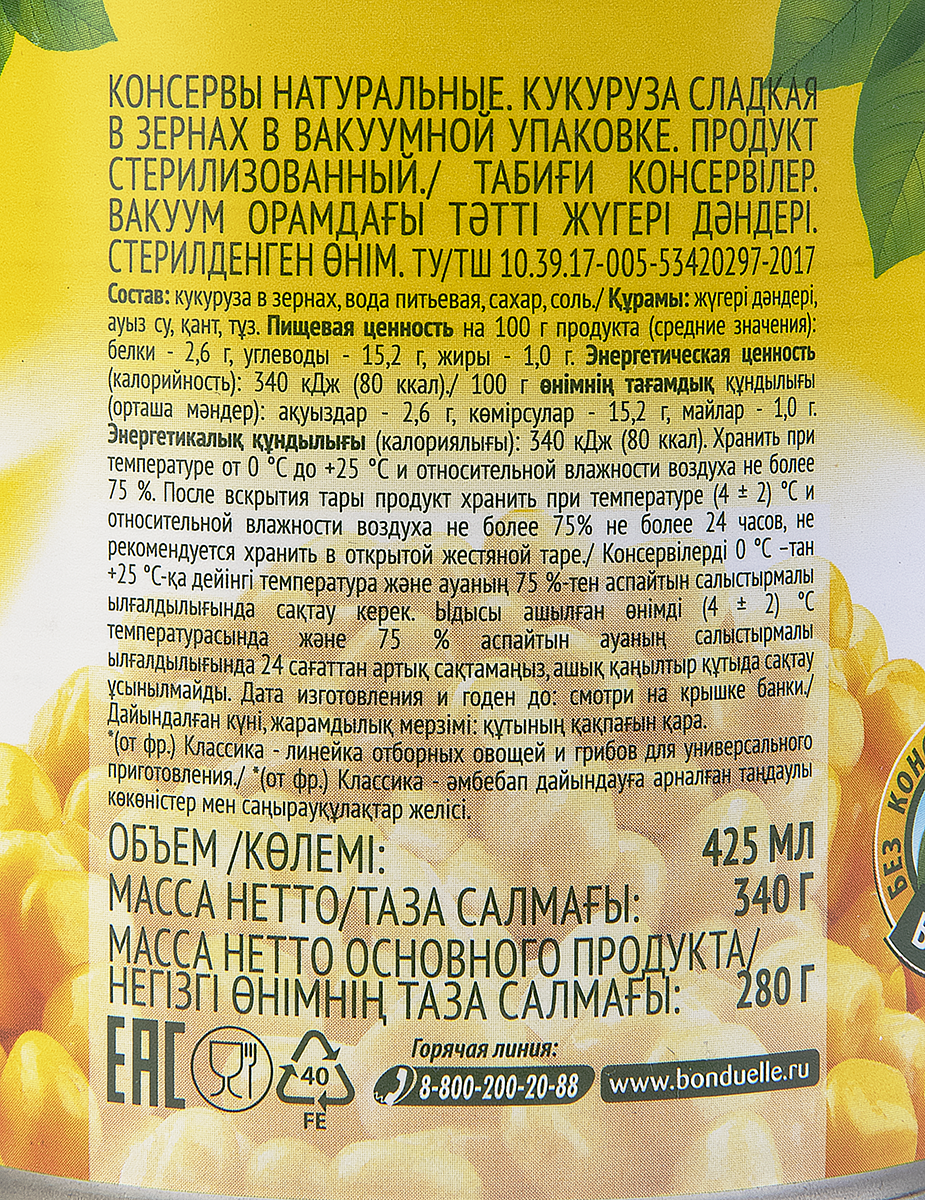 КОНСЕРВЫ НАТУРАЛЬНЫЕ. КУКУРУЗА СЛАДКАЯ
В ЗЕРНАХ В ВАКУУМНОЙ УПАКОВКЕ. ПРОДУКТ
СТЕРИЛИЗОВАННЫЙ./ ТАБИҒИ КОНСЕРВІЛЕР.
ВАКУУМ ОРАМДАҒЫ ТӘТТІ ЖҮГЕРІ ДӘНДЕРІ.
СТЕРИЛДЕНГЕН ӨНІМ. ТУ/ТШ 10.39.17-005-53420297-2017
Состав: кукуруза в зернах, вода питьевая, сахар, соль./ Құрамы: жүгері дәндері,
ауыз су, қант, тұз. Пищевая ценность на 100 г продукта (средние значения):
белки - 2,6 г, углеводы - 15,2 г, жиры - 1,0 г. Энергетическая ценность
(калорийность): 340 кДж (80 ккал)./ 100 г өнімнің тағамдық құндылығы
(орташа мәндер): ақуыздар - 2,6 г, көмірсулар - 15,2 г, майлар - 1,0 г.
Энергетикалық құндылығы (калориялығы): 340 кДж (80 ккал). Хранить при
температуре от 0 °С до +25 °С и относительной влажности воздуха не более
75 %. После вскрытия тары продукт хранить при температуре (4 ± 2) °С и
относительной влажности воздуха не более 75% не более 24 часов, не
рекомендуется хранить в открытой жестяной таре./ Консервілерді 0 °С –тан
+25 °С-қа дейінгі температура және ауаның 75 %-тен аспайтын салыстырмалы
ылғалдылығында сақтау керек. Ыдысы ашылған өнімді (4 ± 2) °С
температурасында және 75 % аспайтын ауаның салыстырмалы
ылғалдылығында 24 сағаттан артық сақтамаңыз, ашық қаңылтыр құтыда сақтау
ұсынылмайды. Дата изготовления и годен до: смотри на крышке банки./
Дайындалған күні, жарамдылық мерзімі: құтының қақпағын қара.
*(от фр.) Классика - линейка отборных овощей и грибов для универсального
приготовления./ *(от фр.) Классика - әмбебап дайындауға арналған таңдаулы
көкөністер мен саңырауқұлақтар желісі.
ОБЪЕМ /КӨЛЕМІ: 425 МЛ
МАССА НЕТТО/ТАЗА САЛМАҒЫ: 340 Г
МАССА НЕТТО ОСНОВНОГО ПРОДУКТА/
НЕГІЗГІ ӨНІМНІҢ ТАЗА САЛМАҒЫ: 280 Г
ЕАС
40
FE
Горячая линия:
8-800-200-20-88
www.bonduelle.ru
БЕЗ